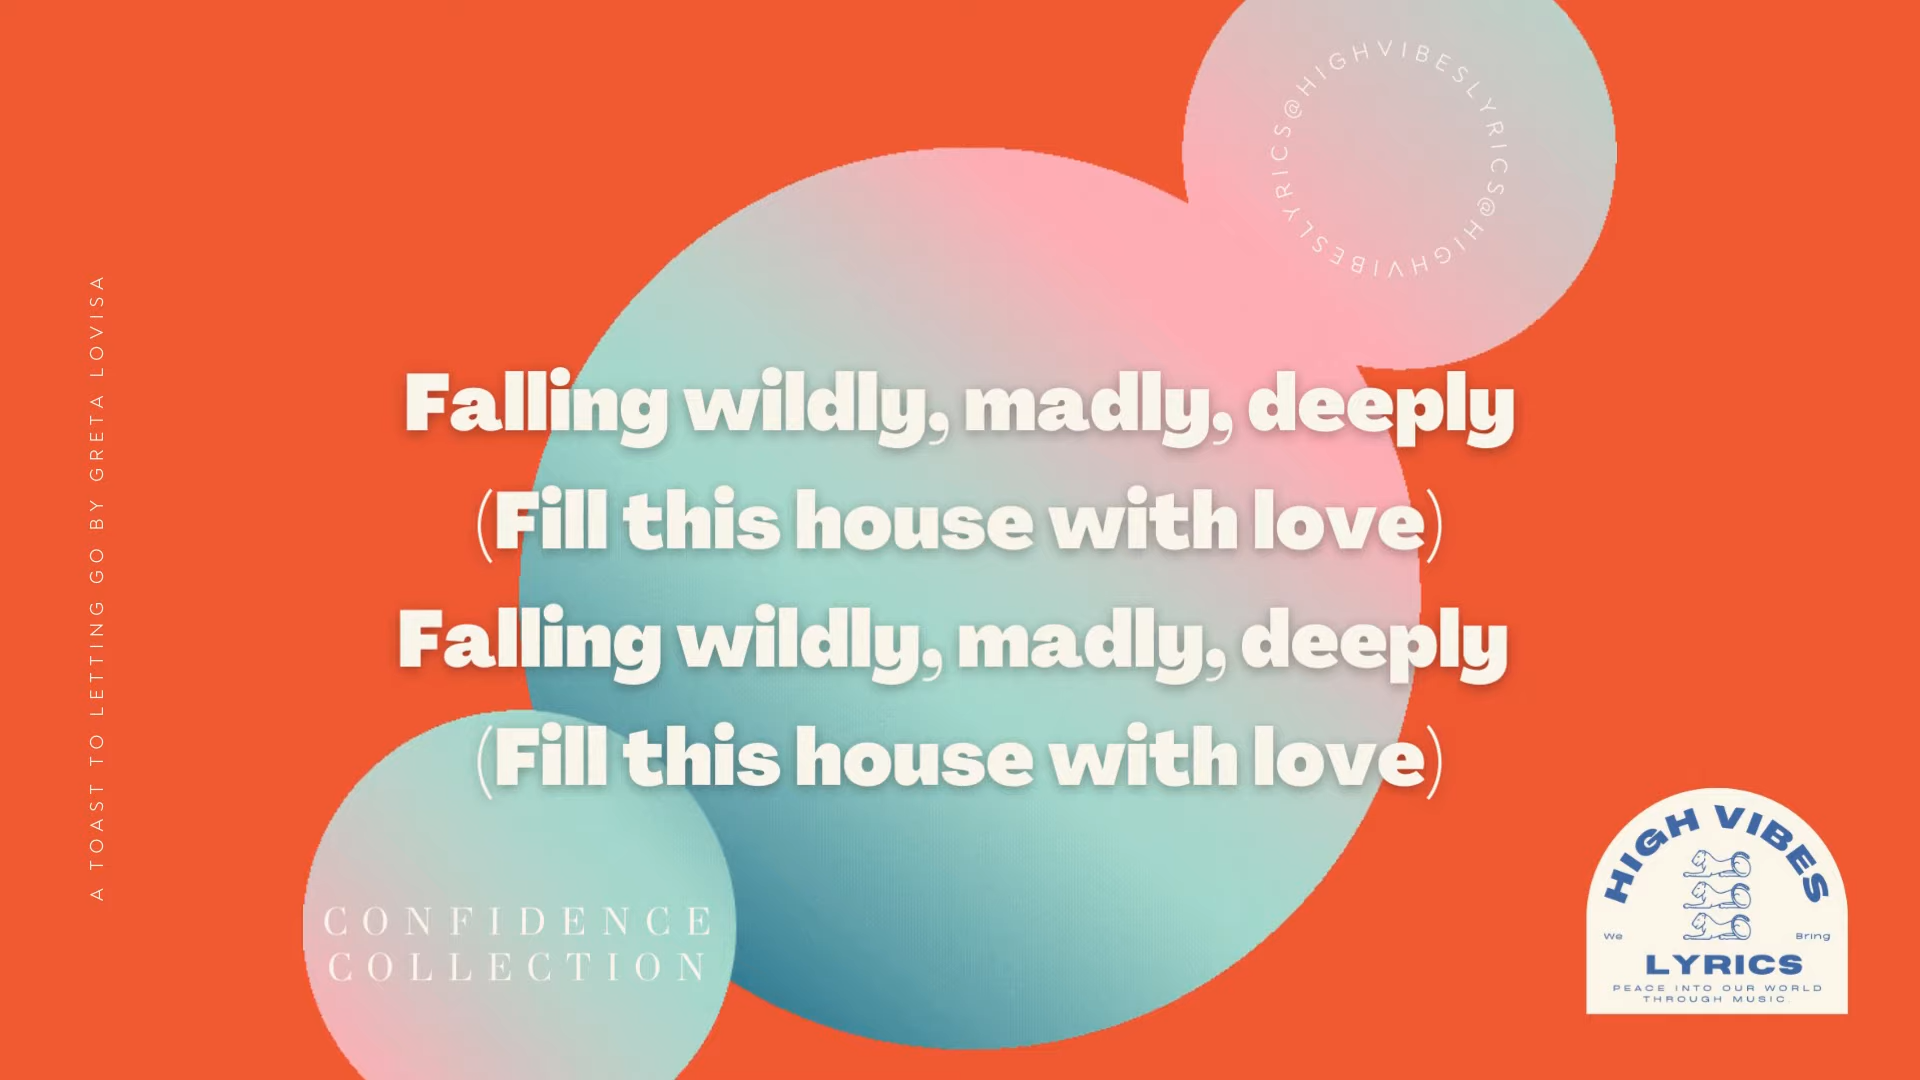 @HIGHVIBESLYRICS@HIGHVIBESLYRICS
A TOAST TO LETTING GO BY GRETA LOVISA
Falling wildly, madly, deeply
(Fill this house with love)
Falling wildly, madly, deeply
(Fill this house with love)
CONFIDENCE
COLLECTION
HIGH VIBES
We Bring
LYRICS
PEACE INTO OUR WORLD
THROUGH MUSIC.